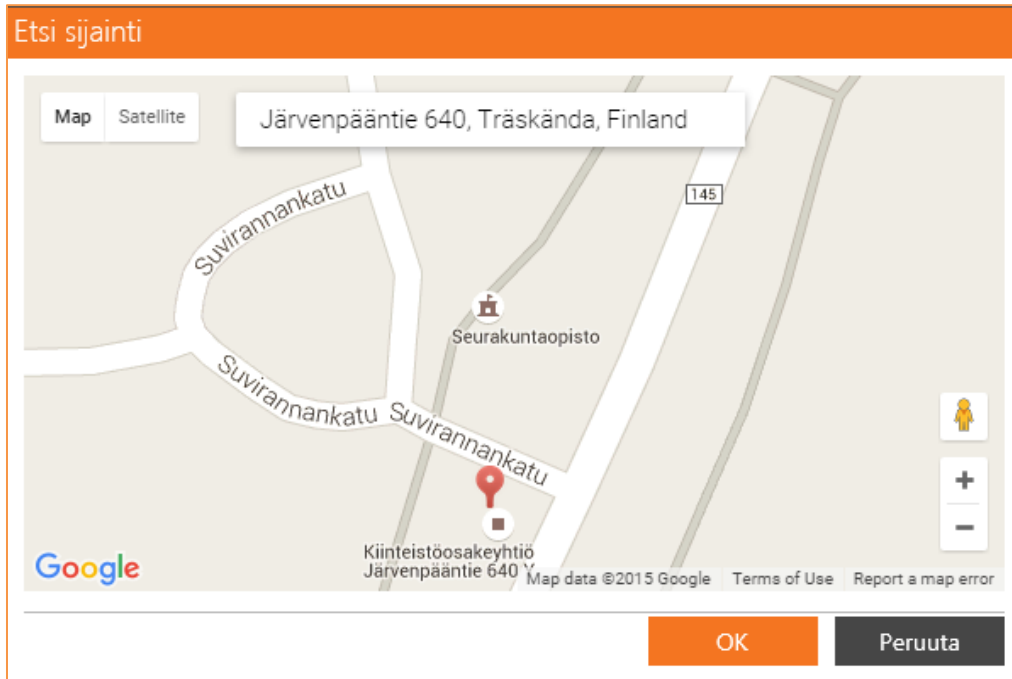 Etsi sijainti
Map Satellite
Järvenpääntie 640, Träskända, Finland
145
Suvirannankatu
Seurakuntaopisto
Suvirannankatu
Suvirannankatu
Kiinteistöosakeyhtiö
Järvenpääntie 640 Y
Google
Map data ©2015 Google Terms of Use Report a map error
OK Peruuta